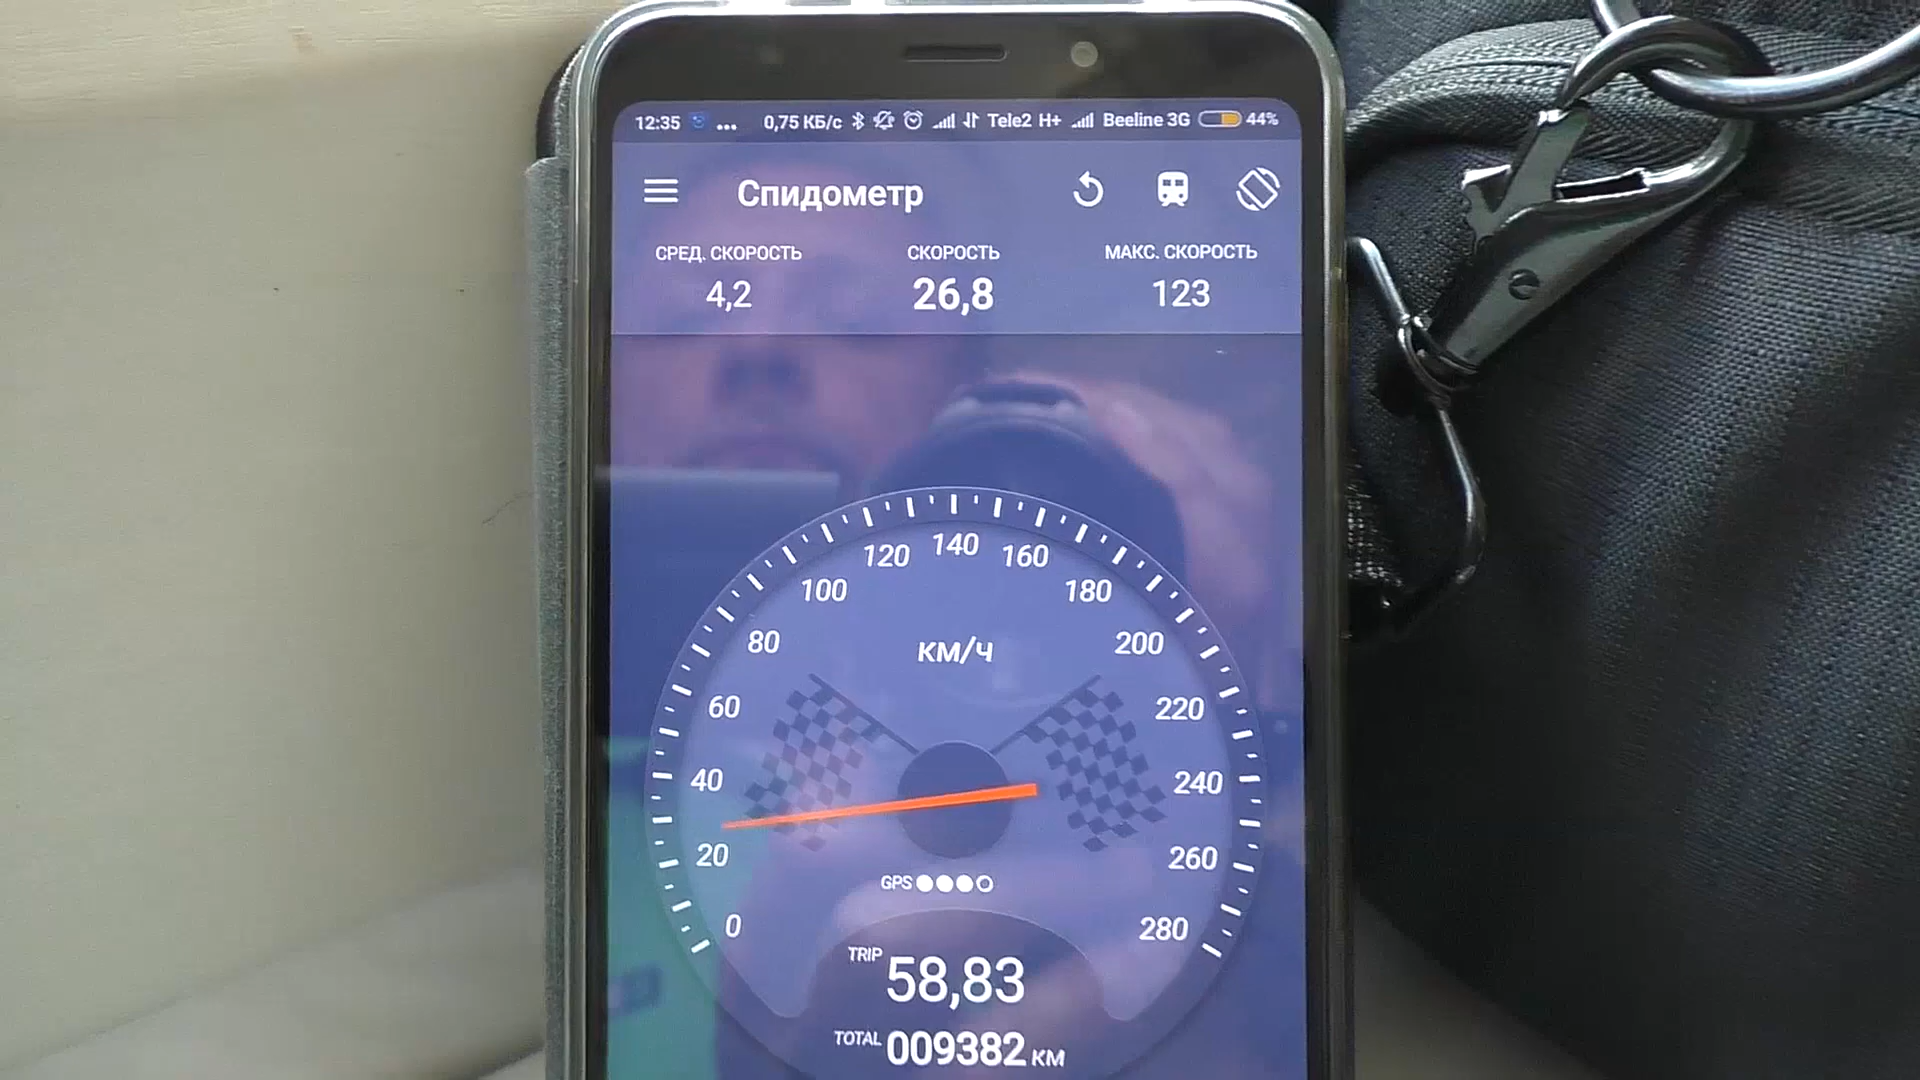 12:35 ... 0,75 КБ/с Tele2 H+ Beeline 3G 44%
Спидометр
СРЕД. СКОРОСТЬ СКОРОСТЬ МАКС. СКОРОСТЬ
4,2 26,8 123
120 140 160
100 180
80 КМ/Ч 200
60 220
40 240
20 260
GPS
0 280
TRIP 58,83
TOTAL 009382 КМ